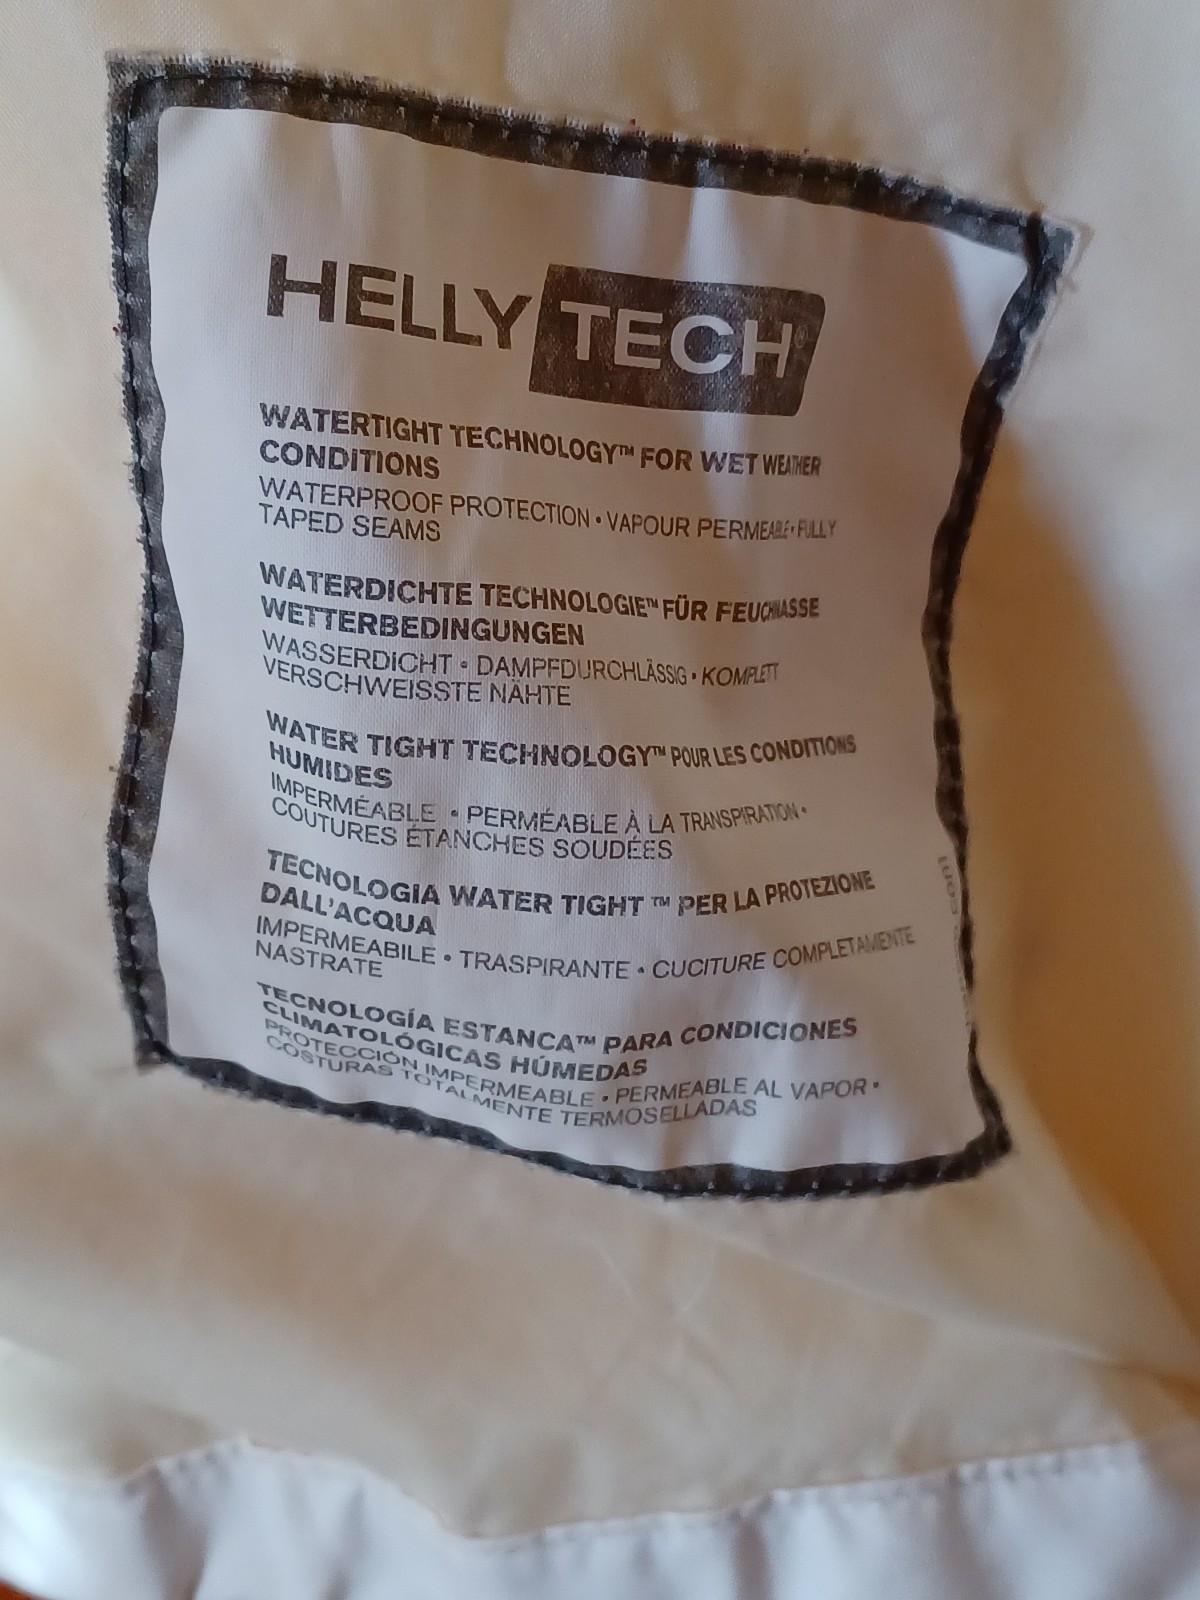 HELLY TECH®
WATERTIGHT TECHNOLOGY™ FOR WET WEATHER
CONDITIONS
WATERPROOF PROTECTION • VAPOUR PERMEABLE • FULLY
TAPED SEAMS
WATERDICHTE TECHNOLOGIE™ FÜR FEUCHNASSE
WETTERBEDINGUNGEN
WASSERDICHT • DAMPFDURCHLÄSSIG • KOMPLETT
VERSCHWEISSTE NÄHTE
WATER TIGHT TECHNOLOGY™ POUR LES CONDITIONS
HUMIDES
IMPERMÉABLE • PERMÉABLE À LA TRANSPIRATION •
COUTURES ÉTANCHES SOUDÉES
TECNOLOGIA WATER TIGHT ™ PER LA PROTEZIONE
DALL'ACQUA
IMPERMEABILE • TRASPIRANTE • CUCITURE COMPLETAMENTE
NASTRATE
TECNOLOGÍA ESTANCA™ PARA CONDICIONES
CLIMATOLÓGICAS HÚMEDAS
PROTECCIÓN IMPERMEABLE • PERMEABLE AL VAPOR •
COSTURAS TOTALMENTE TERMOSELLADAS